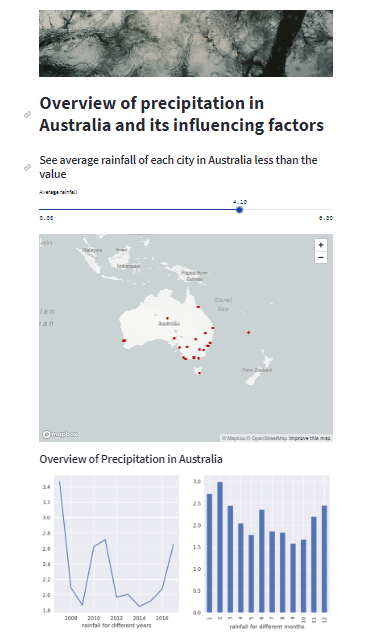 Overview of precipitation in
Australia and its influencing factors
See average rainfall of each city in Australia less than the
value
Average rainfall
4.10
0.00
6.00
Malaysia
Indonesia
Papua New
Guinea
Coral
Sea
Australia
New Zealand
mapbox
© Mapbox © OpenStreetMap Improve this map
Overview of Precipitation in Australia
2.4
2.2
2.0
1.8
2.6
2.8
3.0
2008
2010
2012
2014
2016
rainfall for different years
3.0
2.5
2.0
1.5
1.0
0.5
0.0
1
2
3
4
5
6
7
8
9
10
11
12
rainfall for different months